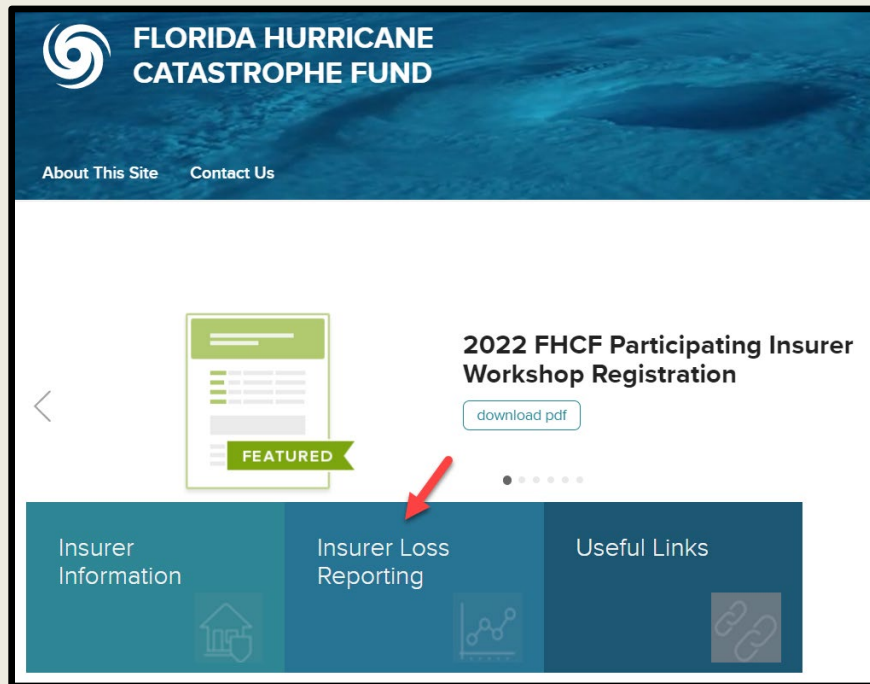 FLORIDA HURRICANE
CATASTROPHE FUND
About This Site Contact Us
2022 FHCF Participating Insurer
Workshop Registration
download pdf
FEATURED
Insurer
Information
Insurer Loss
Reporting
Useful Links